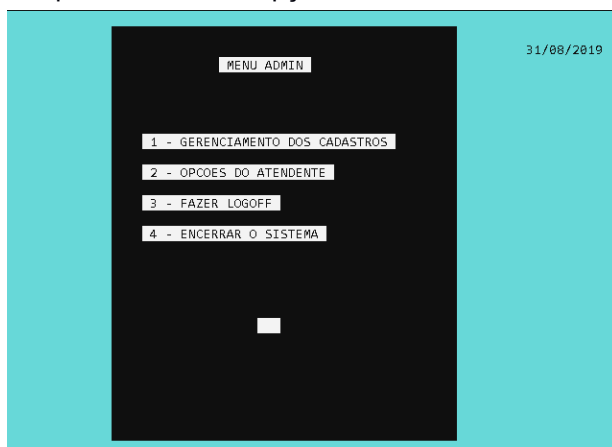 31/08/2019
MENU ADMIN
1 - GERENCIAMENTO DOS CADASTROS
2 - OPCOES DO ATENDENTE
3 - FAZER LOGOFF
4 - ENCERRAR O SISTEMA